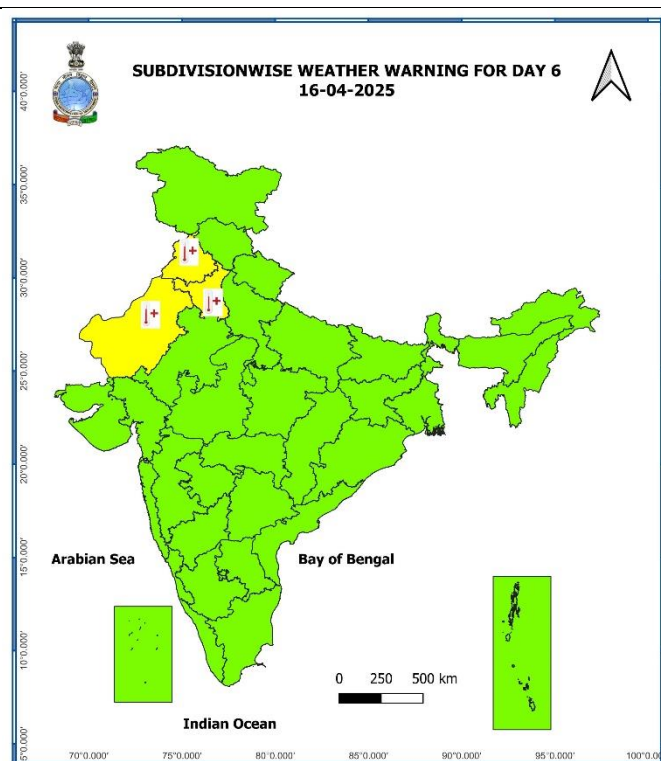 SUBDIVISIONWISE WEATHER WARNING FOR DAY 6
16-04-2025
40°0.000'
35°0.000'
30°0.000'
25°0.000'
20°0.000'
15°0.000'
10°0.000'
5°0.000'
Arabian Sea
Bay of Bengal
0 250 500 km
Indian Ocean
70°0.000' 75°0.000' 80°0.000' 85°0.000' 90°0.000' 95°0.000' 100°0.0